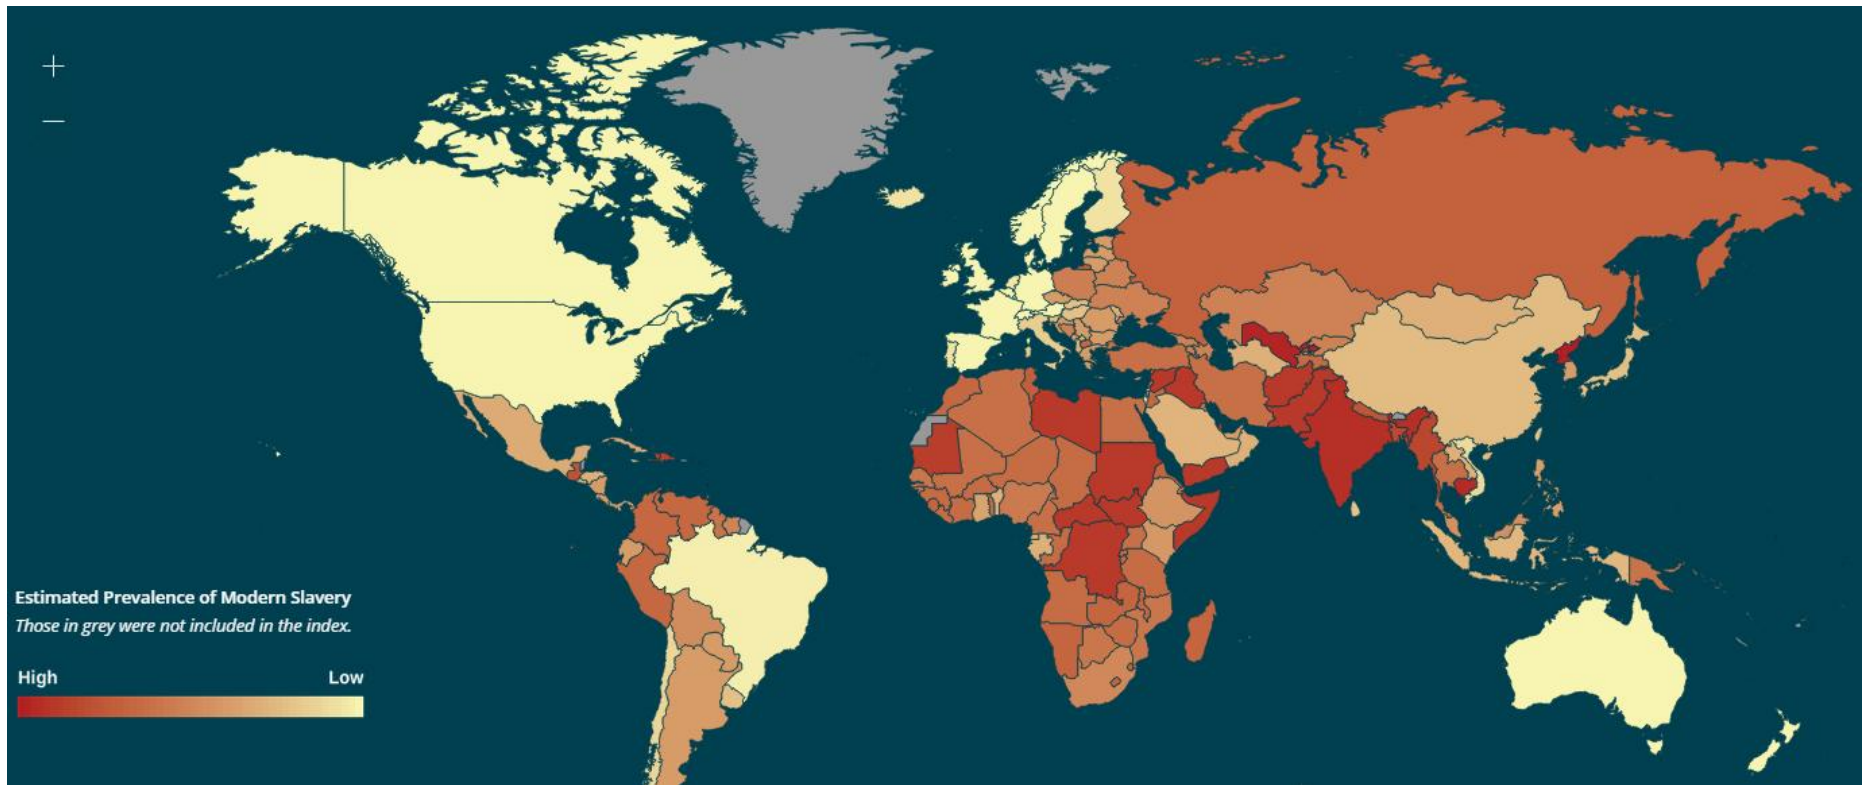 +
−
Estimated Prevalence of Modern Slavery
Those in grey were not included in the index.
High Low